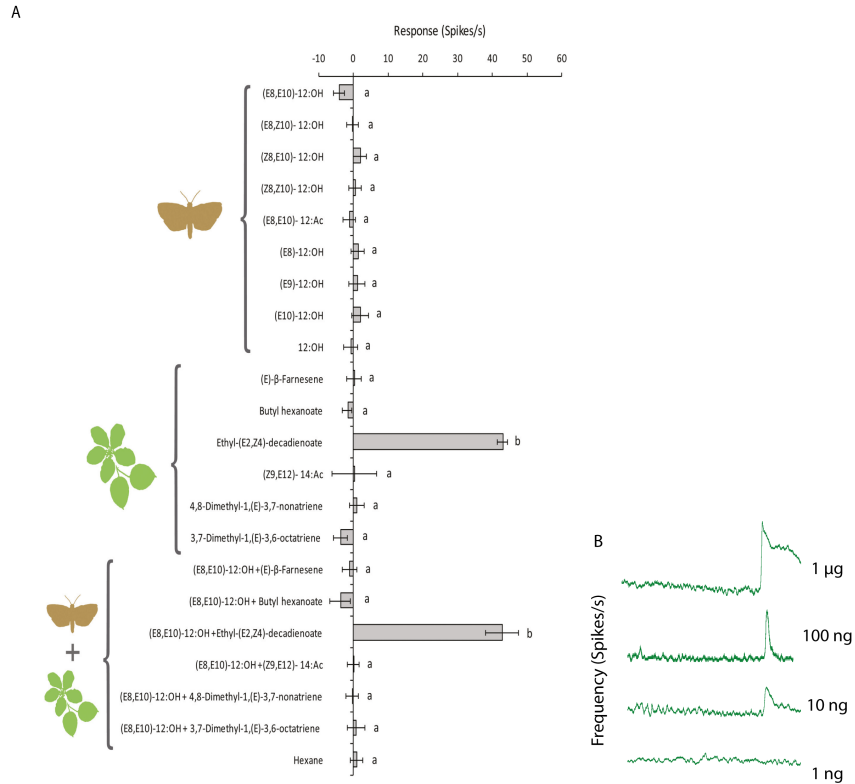 A
Response (Spikes/s)
-10 0 10 20 30 40 50 60
(E8,E10)-12:OH a
(E8,Z10)- 12:OH a
(Z8,E10)- 12:OH a
(Z8,Z10)- 12:OH a
(E8,E10)- 12:Ac a
(E8)-12:OH a
(E9)-12:OH a
(E10)-12:OH a
12:OH a
(E)-β-Farnesene a
Butyl hexanoate a
Ethyl-(E2,Z4)-decadienoate b
(Z9,E12)- 14:Ac a
4,8-Dimethyl-1,(E)-3,7-nonatriene a
3,7-Dimethyl-1,(E)-3,6-octatriene a
(E8,E10)-12:OH+(E)-β-Farnesene a
(E8,E10)-12:OH+ Butyl hexanoate a
(E8,E10)-12:OH+Ethyl-(E2,Z4)-decadienoate b
+
(E8,E10)-12:OH+(Z9,E12)- 14:Ac a
(E8,E10)-12:OH+ 4,8-Dimethyl-1,(E)-3,7-nonatriene a
(E8,E10)-12:OH+ 3,7-Dimethyl-1,(E)-3,6-octatriene a
Hexane a
B
Frequency (Spikes/s)
1 µg
100 ng
10 ng
1 ng